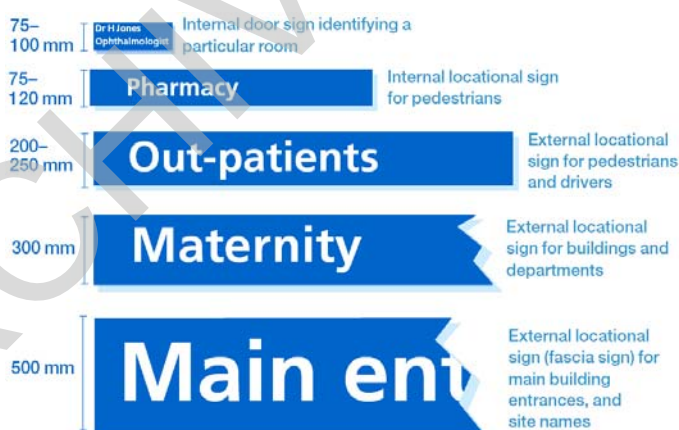 75–
100 mm
Dr H Jones
Ophthalmologist
Internal door sign identifying a
particular room
75–
120 mm
Pharmacy
Internal locational sign
for pedestrians
200–
250 mm
Out-patients
External locational
sign for pedestrians
and drivers
300 mm
Maternity
External locational
sign for buildings and
departments
500 mm
Main ent
External locational
sign (fascia sign) for
main building
entrances, and
site names